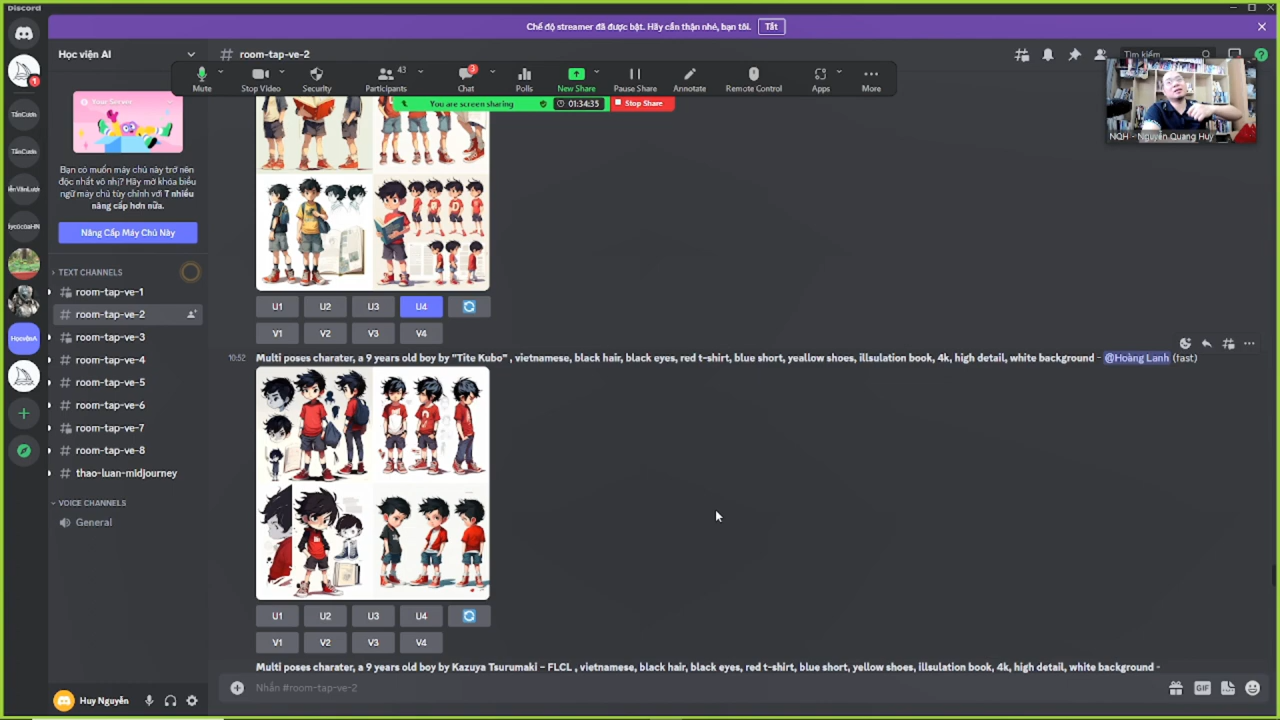 Discord
Chế độ streamer đã được bật. Hãy cẩn thận nhé, bạn tôi.
Tắt
Học viện AI
room-tap-ve-2
Tìm kiếm
43
3
Mute
Stop Video
Security
Participants
Chat
Polls
New Share
Pause Share
Annotate
Remote Control
Apps
More
You are screen sharing
01:34:35
Stop Share
NQH - Nguyễn Quang Huy
1
TấnCươn
TấnCươn
Your Server
Bạn có muốn máy chủ này trở nên
độc nhất vô nhị? Hãy mở khóa biểu
ngữ máy chủ tùy chỉnh với 7 nhiều
nâng cấp hơn nữa.
Nâng Cấp Máy Chủ Này
TEXT CHANNELS
room-tap-ve-1
room-tap-ve-2
room-tap-ve-3
room-tap-ve-4
room-tap-ve-5
room-tap-ve-6
room-tap-ve-7
room-tap-ve-8
thao-luan-midjourney
VOICE CHANNELS
General
Huy Nguyễn
U1
U2
U3
U4
V1
V2
V3
V4
10:52
Multi poses charater, a 9 years old boy by "Tite Kubo" , vietnamese, black hair, black eyes, red t-shirt, blue short, yeallow shoes, illsulation book, 4k, high detail, white background - @Hoàng Lanh (fast)
U1
U2
U3
U4
V1
V2
V3
V4
Multi poses charater, a 9 years old boy by Kazuya Tsurumaki - FLCL , vietnamese, black hair, black eyes, red t-shirt, blue short, yellow shoes, illsulation book, 4k, high detail, white background -
Nhắn #room-tap-ve-2
GIF